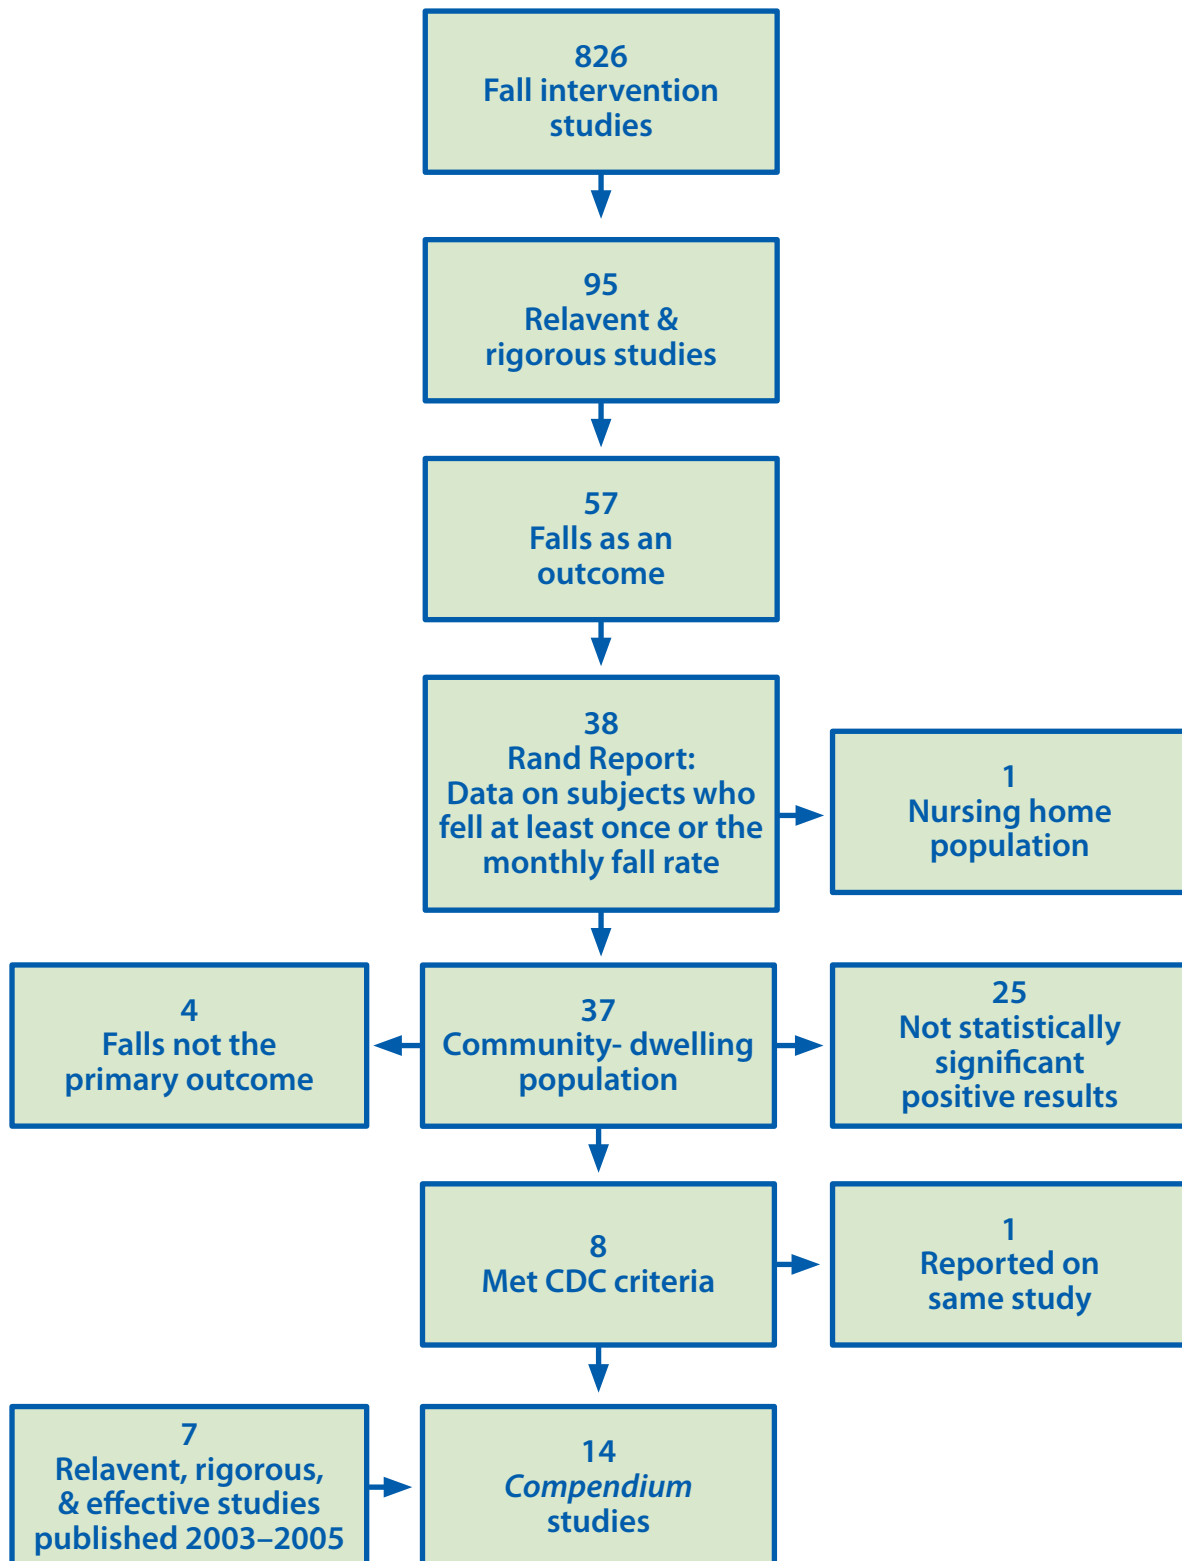 826
Fall intervention
studies
95
Relavent &
rigorous studies
57
Falls as an
outcome
38
Rand Report:
Data on subjects who
fell at least once or the
monthly fall rate
1
Nursing home
population
4
Falls not the
primary outcome
37
Community- dwelling
population
25
Not statistically
significant
positive results
8
Met CDC criteria
1
Reported on
same study
7
Relavent, rigorous,
& effective studies
published 2003–2005
14
Compendium
studies